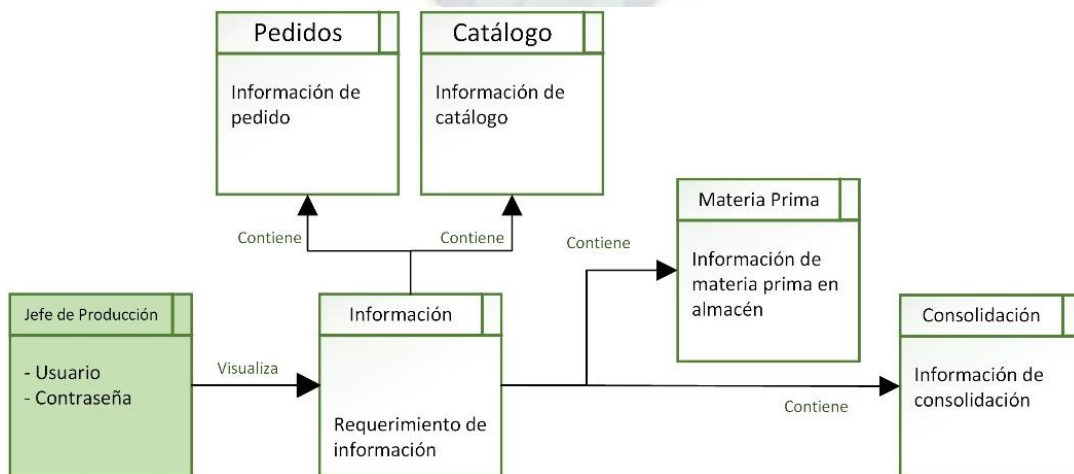 Pedidos
Información de
pedido
Catálogo
Información de
catálogo
Contiene
Contiene
Contiene
Materia Prima
Información de
materia prima en
almacén
Jefe de Producción
- Usuario
- Contraseña
Visualiza
Información
Requerimiento de
información
Contiene
Consolidación
Información de
consolidación